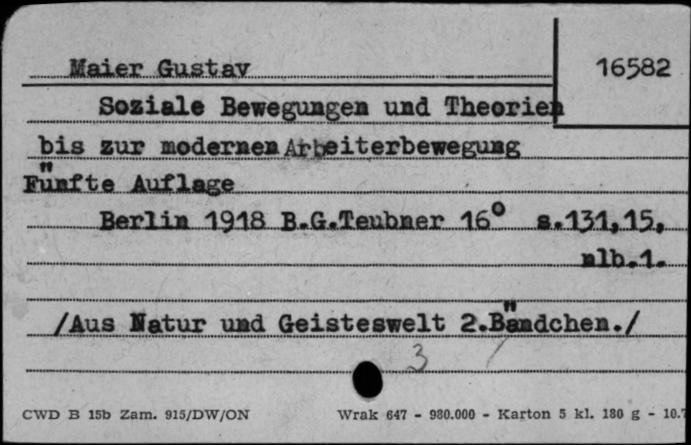 Maier Gustav
16582
Soziale Bewegungen und Theorien
bis zur modernen Arbeiterbewegung
Fünfte Auflage
Berlin 1918 B.G.Teubner 16° s.131,15,
nlb.1.
/Aus Natur und Geisteswelt 2.Bändchen./
3
CWD B 15b Zam. 915/DW/ON Wrak 647 - 980.000 - Karton 5 kl. 180 g - 10.7